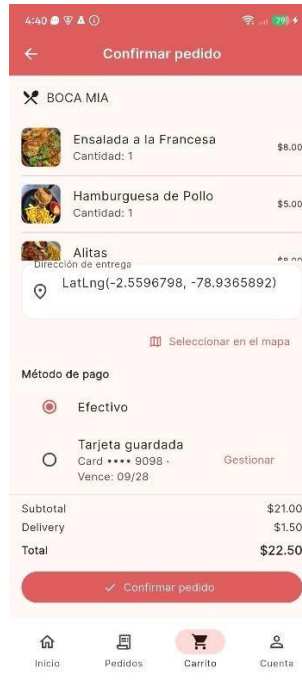 4:40
79
Confirmar pedido
BOCA MIA
Ensalada a la Francesa
Cantidad: 1
$8.00
Hamburguesa de Pollo
Cantidad: 1
$5.00
Alitas
$8.00
Dirección de entrega
LatLng(-2.5596798, -78.9365892)
Seleccionar en el mapa
Método de pago
Efectivo
Tarjeta guardada
Card •••• 9098 ·
Vence: 09/28
Gestionar
Subtotal $21.00
Delivery $1.50
Total $22.50
Confirmar pedido
Inicio Pedidos Carrito Cuenta